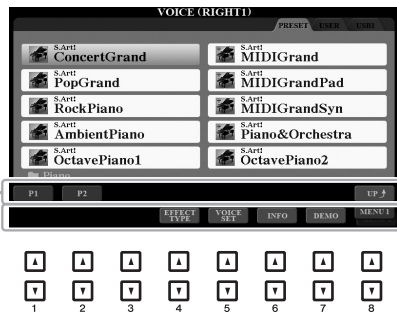 VOICE (RIGHT1)
PRESET USER USB1
S.Art!
ConcertGrand
S.Art!
MIDIGrand
S.Art!
PopGrand
S.Art!
MIDIGrandPad
S.Art!
RockPiano
S.Art!
MIDIGrandSyn
S.Art!
AmbientPiano
S.Art!
Piano&Orchestra
S.Art!
OctavePiano1
S.Art!
OctavePiano2
Piano
P1 P2 UP
EFFECT TYPE
VOICE SET
INFO
DEMO
MENU 1
1 2 3 4 5 6 7 8